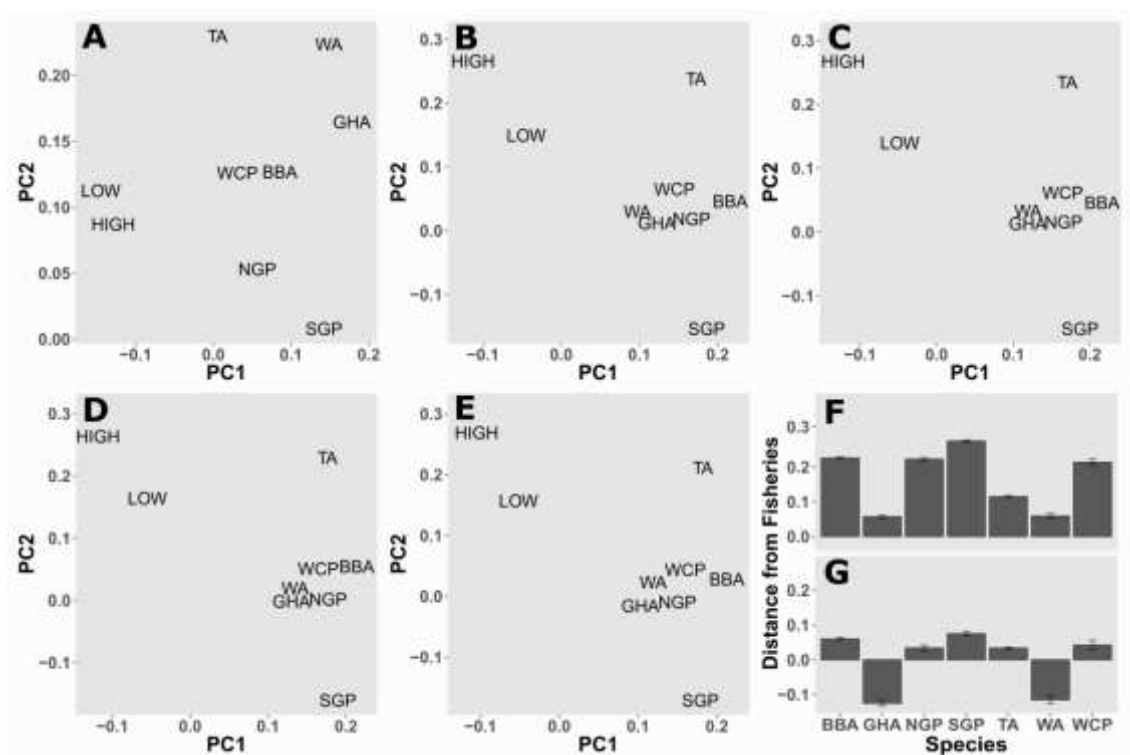 A
TA
WA
0.20
GHA
0.15
PC2
WCP BBA
LOW
0.10
HIGH
0.05
NGP
SGP
0.00
−0.1 0.0 0.1 0.2
PC1
B
0.3
HIGH
TA
0.2
LOW
PC2
0.1
WCP
BBA
WA
NGP
GHA
0.0
−0.1
SGP
−0.1 0.0 0.1 0.2
PC1
C
0.3
HIGH
TA
0.2
LOW
PC2
0.1
WCP
BBA
WA
NGP
GHA
0.0
−0.1
SGP
−0.1 0.0 0.1 0.2
PC1
D
0.3
HIGH
TA
0.2
LOW
PC2
0.1
WCP BBA
WA
GHA NGP
0.0
−0.1
SGP
−0.1 0.0 0.1 0.2
PC1
E
0.3
HIGH
TA
0.2
LOW
PC2
0.1
WCP
WA
BBA
GHA NGP
0.0
−0.1
SGP
−0.1 0.0 0.1 0.2
PC1
Distance from Fisheries
F
0.3
0.2
0.1
0.0
G
0.2
0.1
0.0
−0.1
BBA GHA NGP SGP TA WA WCP
Species